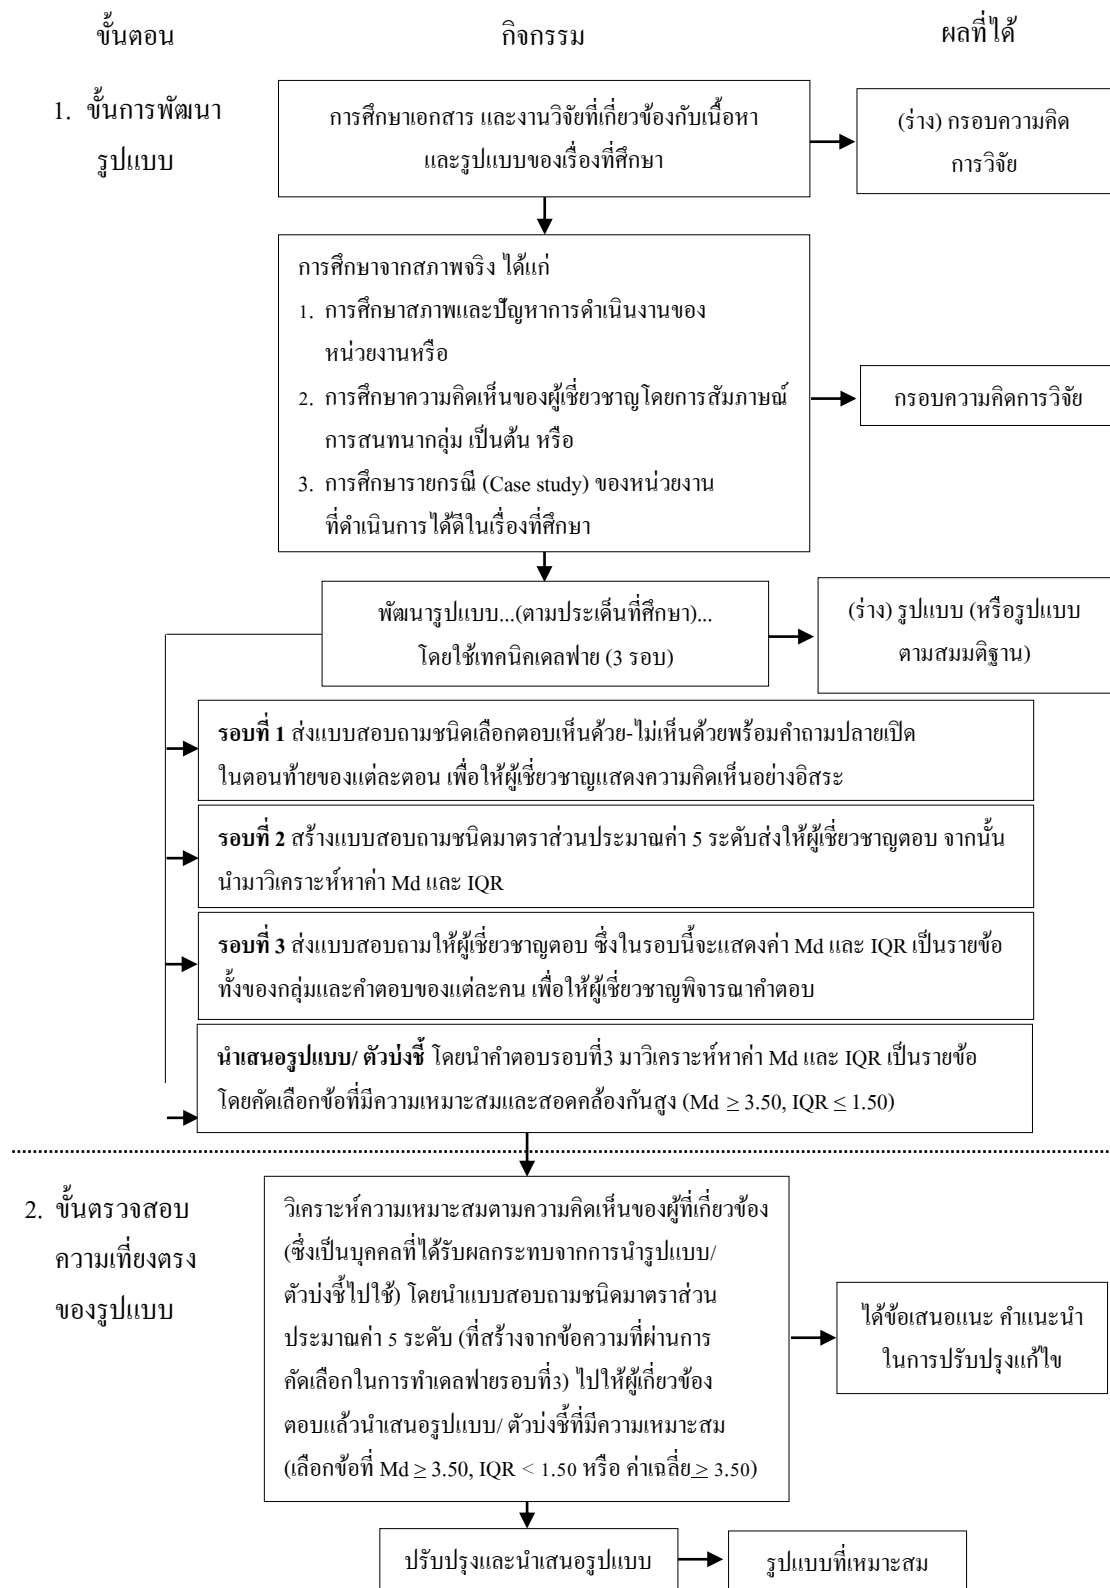 ขั้นตอน
กิจกรรม
ผลที่ได้
1. ขั้นการพัฒนา
รูปแบบ
การศึกษาเอกสาร และงานวิจัยที่เกี่ยวข้องกับเนื้อหา
และรูปแบบของเรื่องที่ศึกษา
(ร่าง) กรอบความคิด
การวิจัย
การศึกษาจากสภาพจริง ได้แก่
1. การศึกษาสภาพและปัญหาการดำเนินงานของ
หน่วยงานหรือ
2. การศึกษาความคิดเห็นของผู้เชี่ยวชาญโดยการสัมภาษณ์
การสนทนากลุ่ม เป็นต้น หรือ
3. การศึกษารายกรณี (Case study) ของหน่วยงาน
ที่ดำเนินการได้ดีในเรื่องที่ศึกษา
กรอบความคิดการวิจัย
พัฒนารูปแบบ...(ตามประเด็นที่ศึกษา)...
โดยใช้เทคนิคเดลฟาย (3 รอบ)
(ร่าง) รูปแบบ (หรือรูปแบบ
ตามสมมติฐาน)
รอบที่ 1 ส่งแบบสอบถามชนิดเลือกตอบเห็นด้วย-ไม่เห็นด้วยพร้อมคำถามปลายเปิด
ในตอนท้ายของแต่ละตอน เพื่อให้ผู้เชี่ยวชาญแสดงความคิดเห็นอย่างอิสระ
รอบที่ 2 สร้างแบบสอบถามชนิดมาตราส่วนประมาณค่า 5 ระดับส่งให้ผู้เชี่ยวชาญตอบ จากนั้น
นำมาวิเคราะห์หาค่า Md และ IQR
รอบที่ 3 ส่งแบบสอบถามให้ผู้เชี่ยวชาญตอบ ซึ่งในรอบนี้จะแสดงค่า Md และ IQR เป็นรายข้อ
ทั้งของกลุ่มและคำตอบของแต่ละคน เพื่อให้ผู้เชี่ยวชาญพิจารณาคำตอบ
นำเสนอรูปแบบ/ ตัวบ่งชี้ โดยนำคำตอบรอบที่3 มาวิเคราะห์หาค่า Md และ IQR เป็นรายข้อ
โดยคัดเลือกข้อที่มีความเหมาะสมและสอดคล้องกันสูง (Md ≥ 3.50, IQR ≤ 1.50)
2. ขั้นตรวจสอบ
ความเที่ยงตรง
ของรูปแบบ
วิเคราะห์ความเหมาะสมตามความคิดเห็นของผู้ที่เกี่ยวข้อง
(ซึ่งเป็นบุคคลที่ได้รับผลกระทบจากการนำรูปแบบ/
ตัวบ่งชี้ไปใช้) โดยนำแบบสอบถามชนิดมาตราส่วน
ประมาณค่า 5 ระดับ (ที่สร้างจากข้อความที่ผ่านการ
คัดเลือกในการทำเดลฟายรอบที่3) ไปให้ผู้เกี่ยวข้อง
ตอบแล้วนำเสนอรูปแบบ/ ตัวบ่งชี้ที่มีความเหมาะสม
(เลือกข้อที่ Md ≥ 3.50, IQR < 1.50 หรือ ค่าเฉลี่ย ≥ 3.50)
ได้ข้อเสนอแนะ คำแนะนำ
ในการปรับปรุงแก้ไข
ปรับปรุงและนำเสนอรูปแบบ
รูปแบบที่เหมาะสม